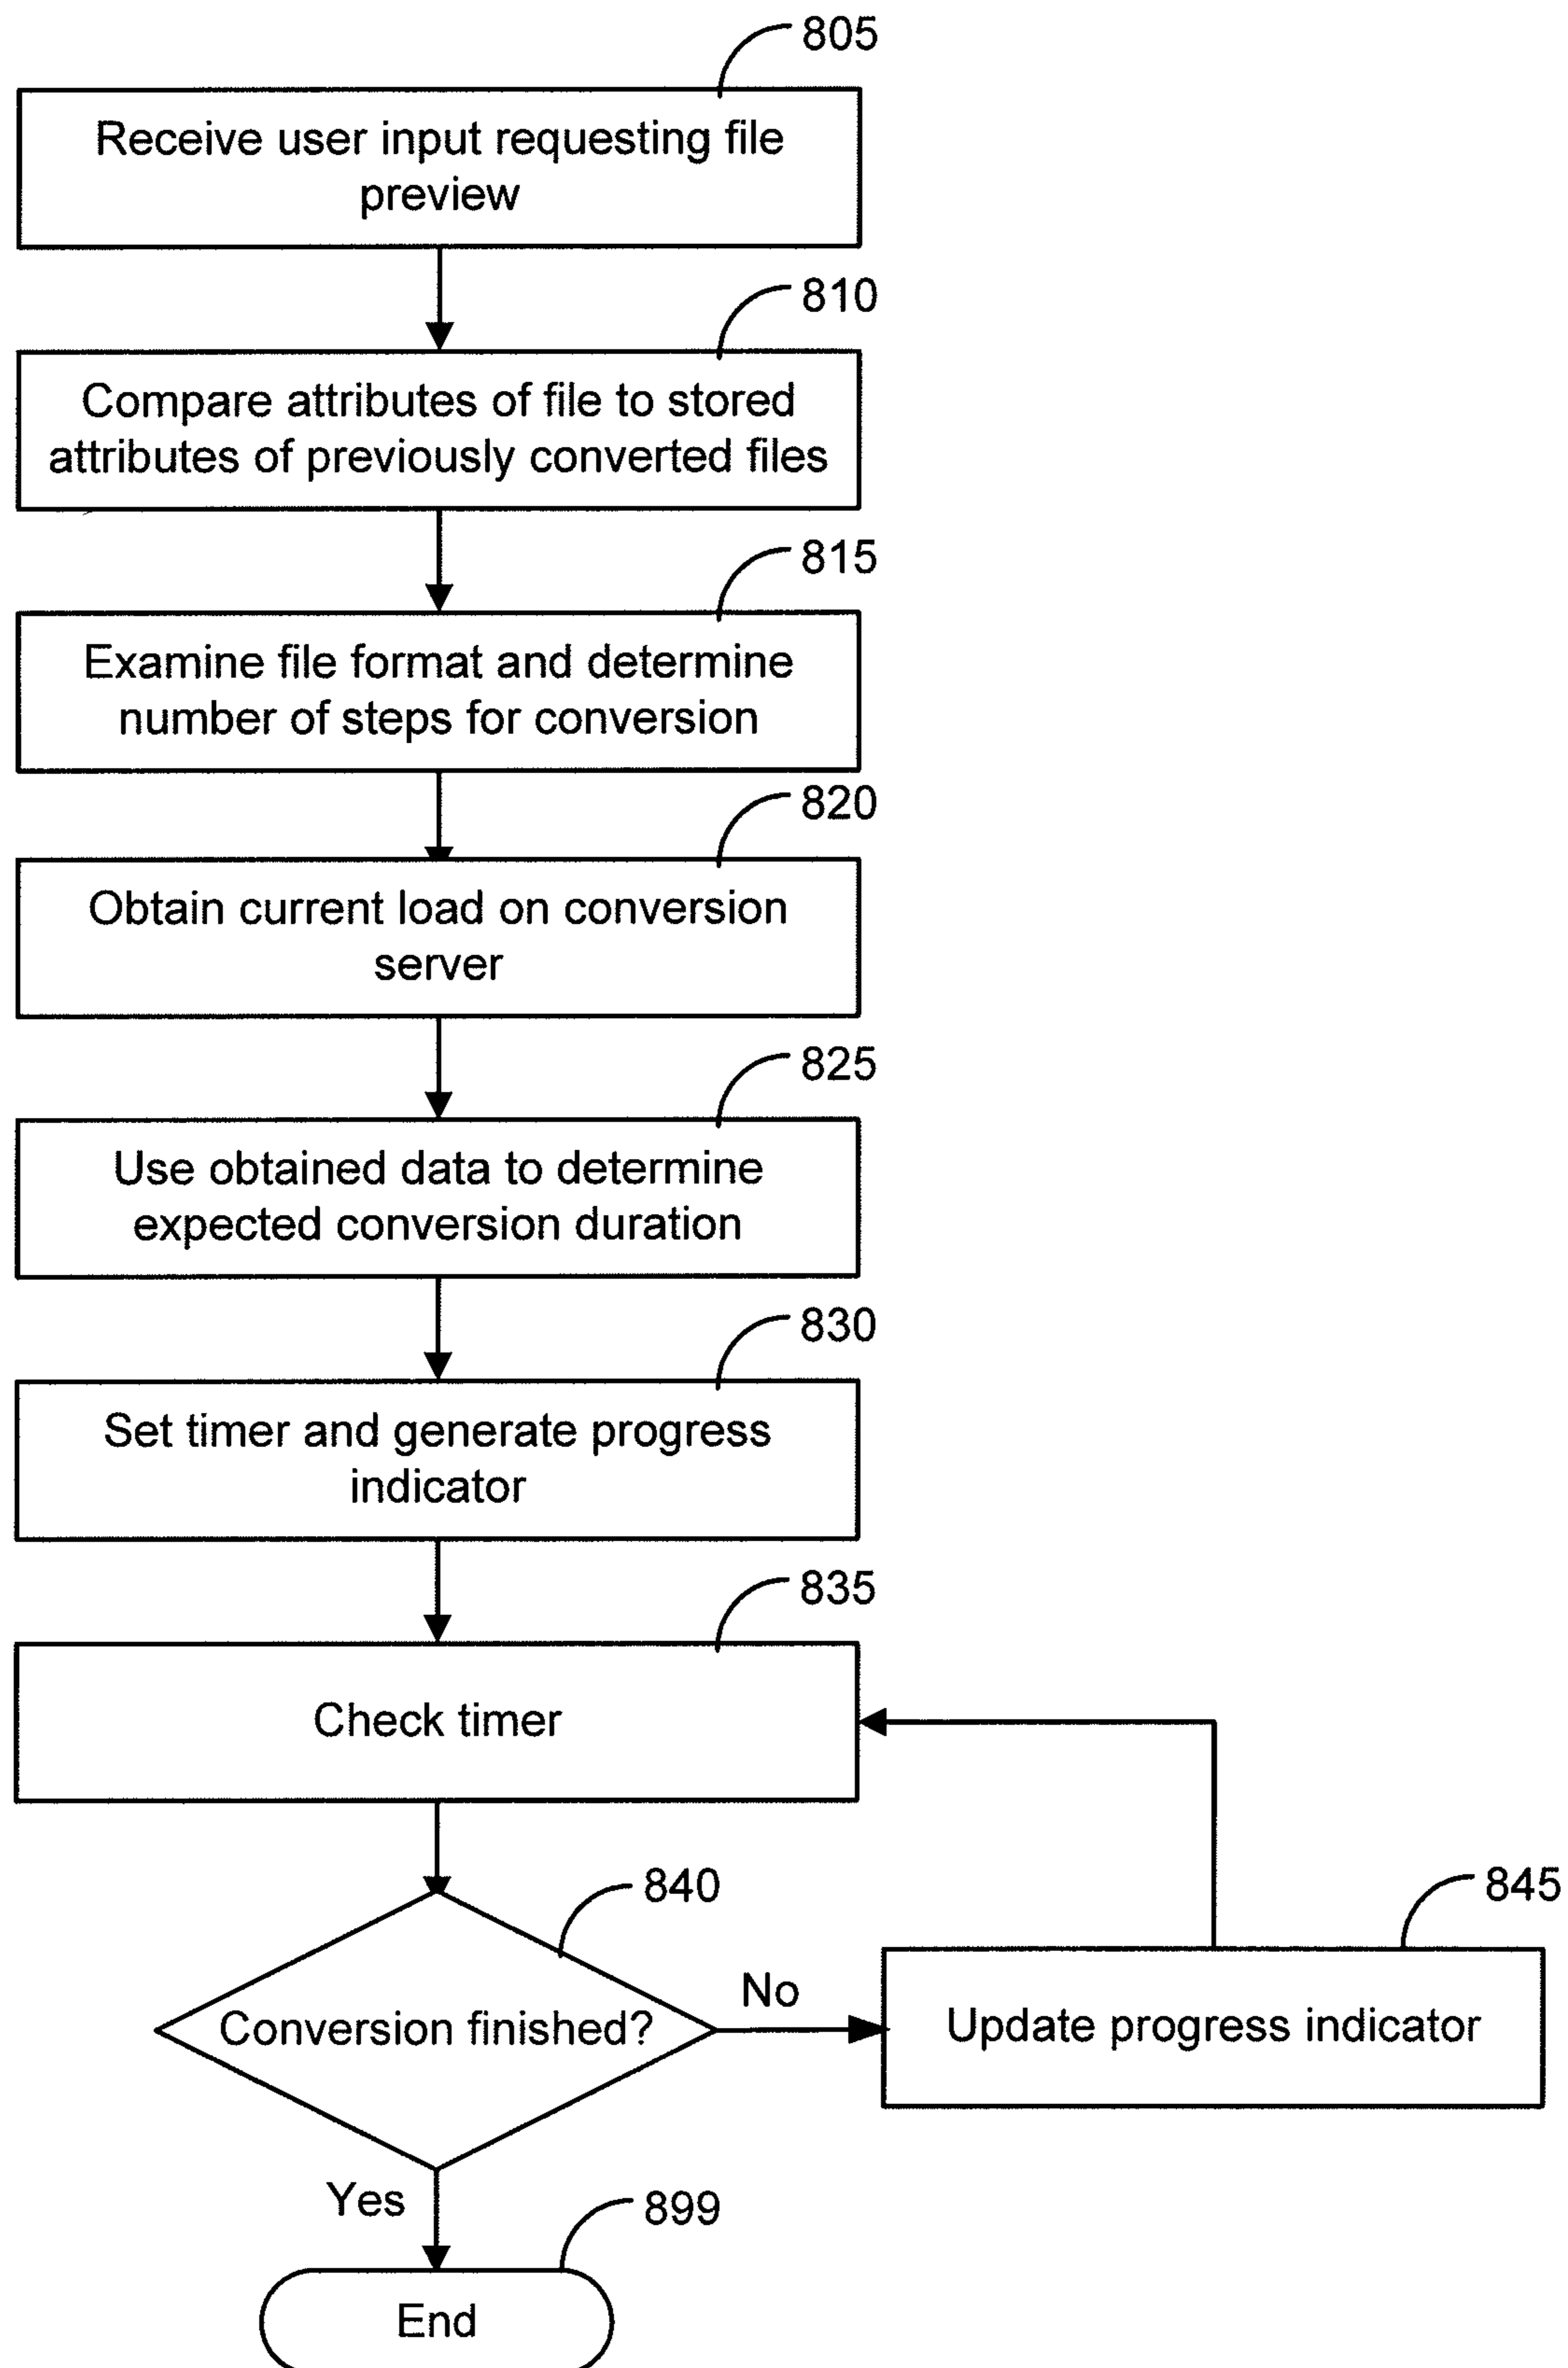 805
Receive user input requesting file
preview
810
Compare attributes of file to stored
attributes of previously converted files
815
Examine file format and determine
number of steps for conversion
820
Obtain current load on conversion
server
825
Use obtained data to determine
expected conversion duration
830
Set timer and generate progress
indicator
835
Check timer
840
Conversion finished?
No
845
Update progress indicator
Yes
899
End